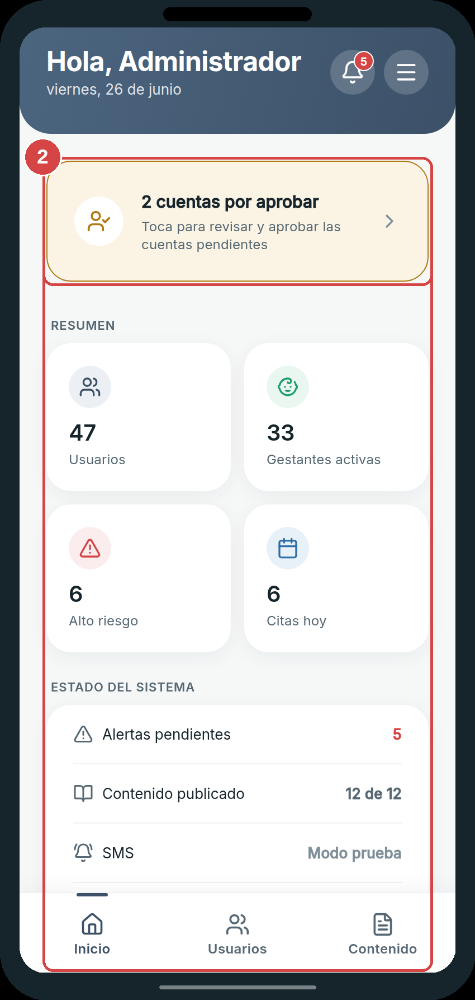 Hola, Administrador
5
viernes, 26 de junio
2
2 cuentas por aprobar
Toca para revisar y aprobar las
cuentas pendientes
RESUMEN
47
Usuarios
33
Gestantes activas
6
Alto riesgo
6
Citas hoy
ESTADO DEL SISTEMA
Alertas pendientes 5
Contenido publicado 12 de 12
SMS Modo prueba
Inicio Usuarios Contenido